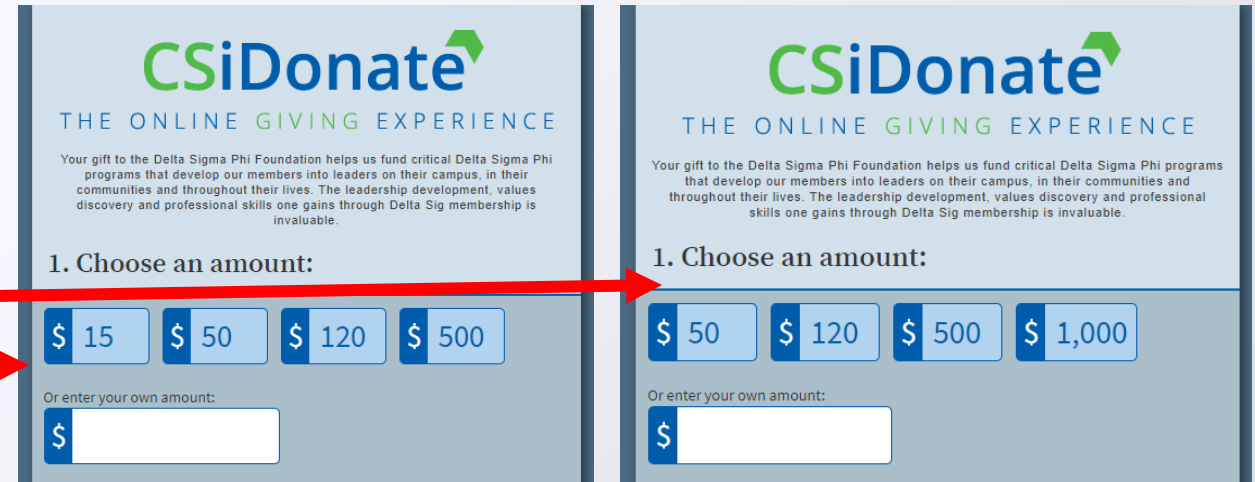 CSiDonate
THE ONLINE GIVING EXPERIENCE
Your gift to the Delta Sigma Phi Foundation helps us fund critical Delta Sigma Phi
programs that develop our members into leaders on their campus, in their
communities and throughout their lives. The leadership development, values
discovery and professional skills one gains through Delta Sig membership is
invaluable.
1. Choose an amount:
$ 15 $ 50 $ 120 $ 500
Or enter your own amount:
$
CSiDonate
THE ONLINE GIVING EXPERIENCE
Your gift to the Delta Sigma Phi Foundation helps us fund critical Delta Sigma Phi programs
that develop our members into leaders on their campus, in their communities and
throughout their lives. The leadership development, values discovery and professional
skills one gains through Delta Sig membership is invaluable.
1. Choose an amount:
$ 50 $ 120 $ 500 $ 1,000
Or enter your own amount:
$